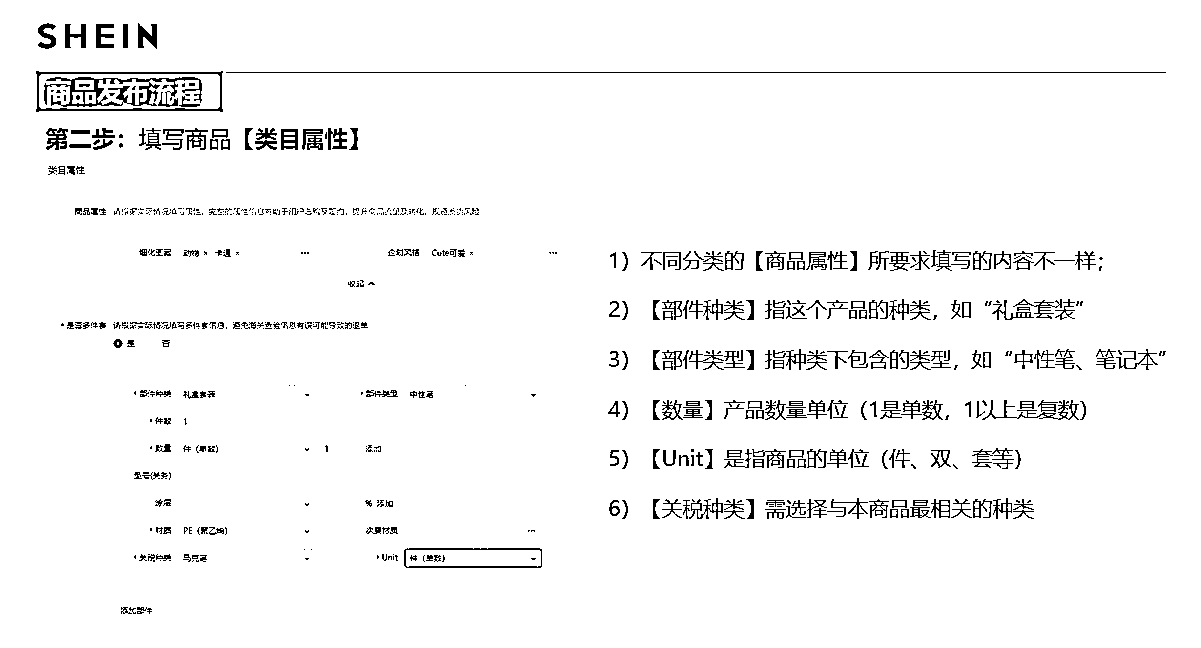 SHEIN
商品发布流程
第二步：填写商品【类目属性】
类目属性
商品属性
动物 × 卡通 ×
企划风格 Cute可爱 ×
收起
1）不同分类的【商品属性】所要求填写的内容不一样；
2）【部件种类】指这个产品的种类，如“礼盒套装”
3）【部件类型】指种类下包含的类型，如“中性笔、笔记本”
4）【数量】产品数量单位（1是单数，1以上是复数）
5）【Unit】是指商品的单位（件、双、套等）
6）【关税种类】需选择与本商品最相关的种类
* 是否多件套
是 否
* 部件种类 礼盒套装 * 部件类型 中性笔
* 件数 1
* 数量 件（单数） 1 添加
型号(关务)
涂层 % 添加
* 材质 PE（聚乙烯） 次要材质
* 关税种类 马克笔 * Unit 件（单数）
添加部件